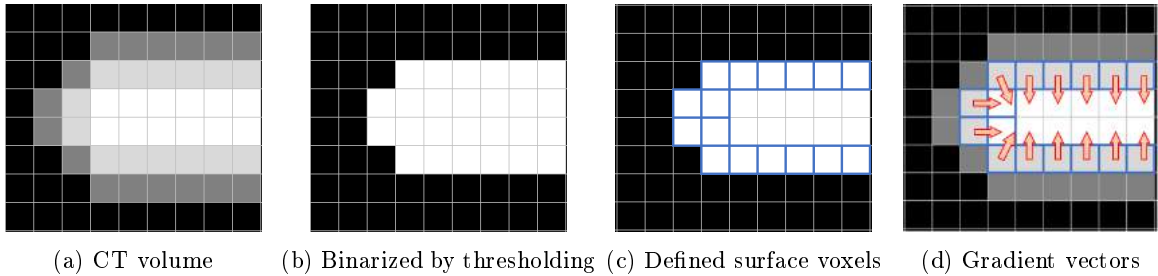 (a) CT volume (b) Binarized by thresholding (c) Defined surface voxels (d) Gradient vectors